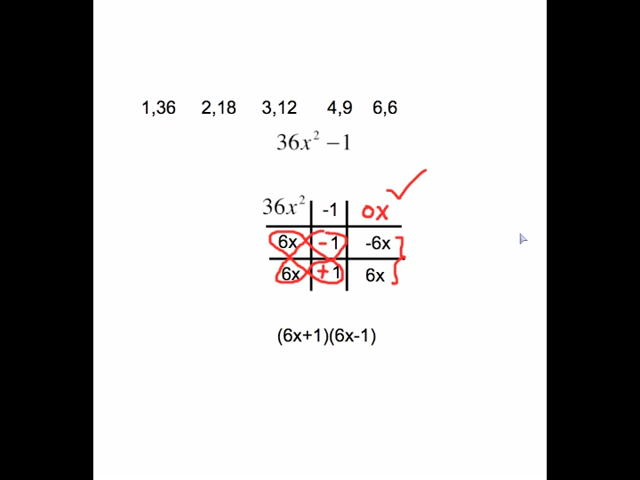 1,36 2,18 3,12 4,9 6,6
36x² −1
36x² -1 0x
6x −1 -6x
6x +1 6x
(6x+1)(6x-1)